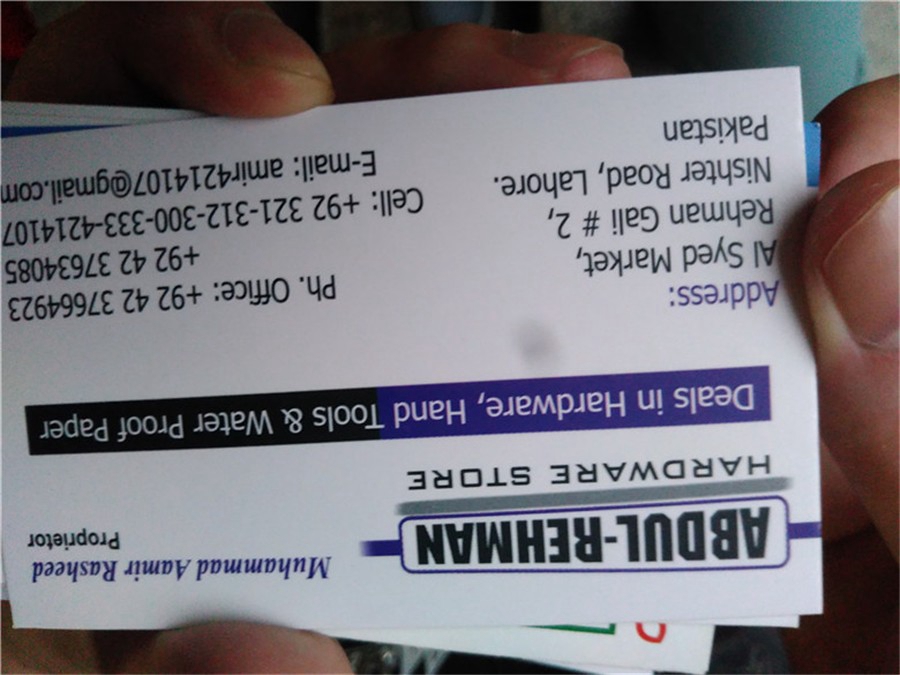 ABDUL-REHMAN
HARDWARE STORE
Muhammad Aamir Rasheed
Proprietor
Deals in Hardware, Hand Tools & Water Proof Paper
Address:
Al Syed Market,
Rehman Gali # 2,
Nishter Road, Lahore.
Pakistan
Ph. Office: +92 42 37664923
+92 42 37634085
Cell: +92 321-312-300-333-4214107
E-mail: amir4214107@gmail.com